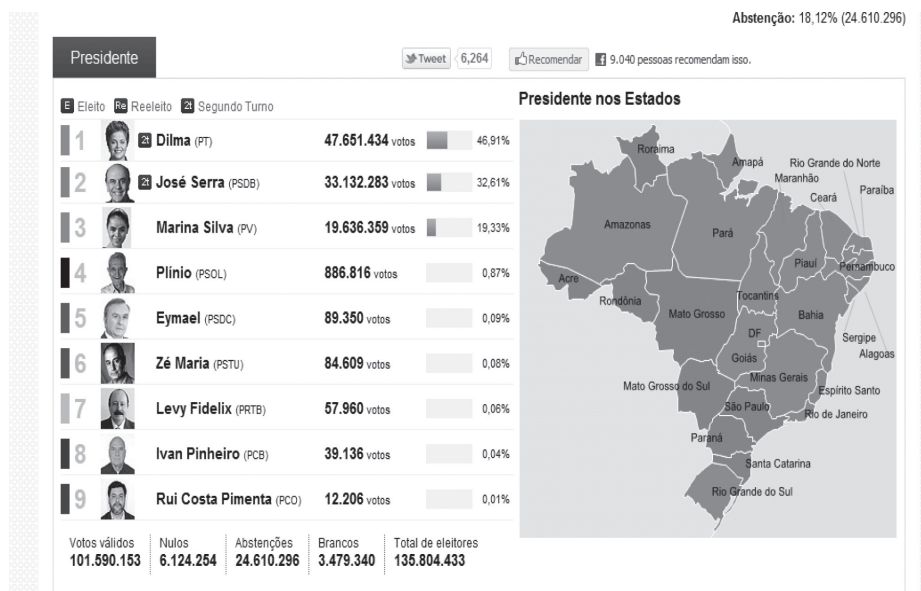 Abstenção: 18,12% (24.610.296)
Presidente
Tweet 6,264
Recomendar
9.040 pessoas recomendam isso.
E Eleito Re Reeleito 2t Segundo Turno
1 2t Dilma (PT) 47.651.434 votos 46,91%
2 2t José Serra (PSDB) 33.132.283 votos 32,61%
3 Marina Silva (PV) 19.636.359 votos 19,33%
4 Plínio (PSOL) 886.816 votos 0,87%
5 Eymael (PSDC) 89.350 votos 0,09%
6 Zé Maria (PSTU) 84.609 votos 0,08%
7 Levy Fidelix (PRTB) 57.960 votos 0,06%
8 Ivan Pinheiro (PCB) 39.136 votos 0,04%
9 Rui Costa Pimenta (PCO) 12.206 votos 0,01%
Votos válidos Nulos Abstenções Brancos Total de eleitores
101.590.153 6.124.254 24.610.296 3.479.340 135.804.433
Presidente nos Estados
Roraima
Amapá
Rio Grande do Norte
Maranhão
Paraíba
Ceará
Amazonas
Pará
Piauí
Pernambuco
Acre
Rondônia
Tocantins
Mato Grosso
Bahia
DF
Sergipe
Goiás
Alagoas
Minas Gerais
Mato Grosso do Sul
Espírito Santo
São Paulo
Rio de Janeiro
Paraná
Santa Catarina
Rio Grande do Sul